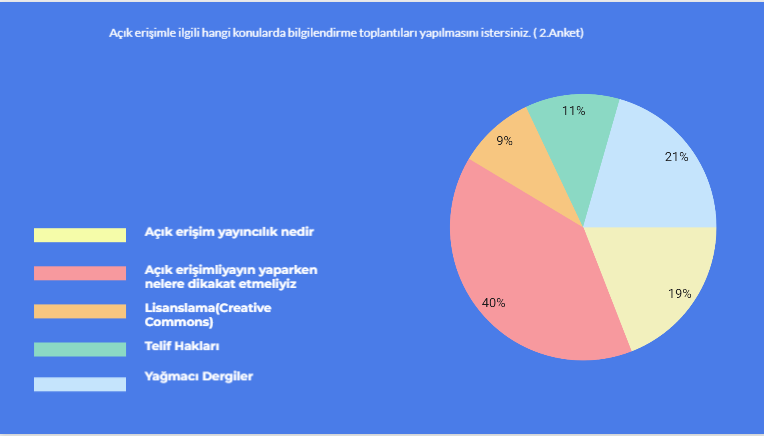 Açık erişimle ilgili hangi konularda bilgilendirme toplantıları yapılmasını istersiniz. ( 2.Anket)
11%
9%
21%
19%
40%
Açık erişim yayıncılık nedir
Açık erişimliyayın yaparken
nelere dikakat etmeliyiz
Lisanslama(Creative
Commons)
Telif Hakları
Yağmacı Dergiler